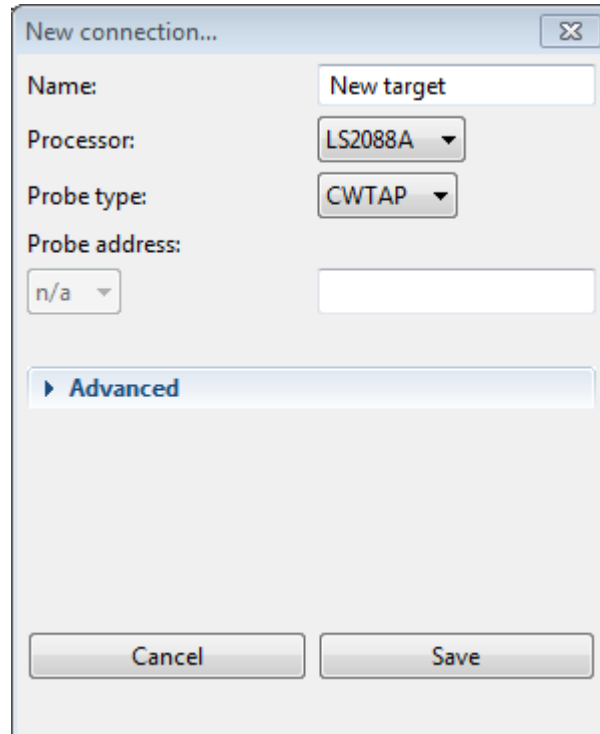 New connection...
Name: New target
Processor: LS2088A
Probe type: CWTAP
Probe address:
n/a
Advanced
Cancel Save